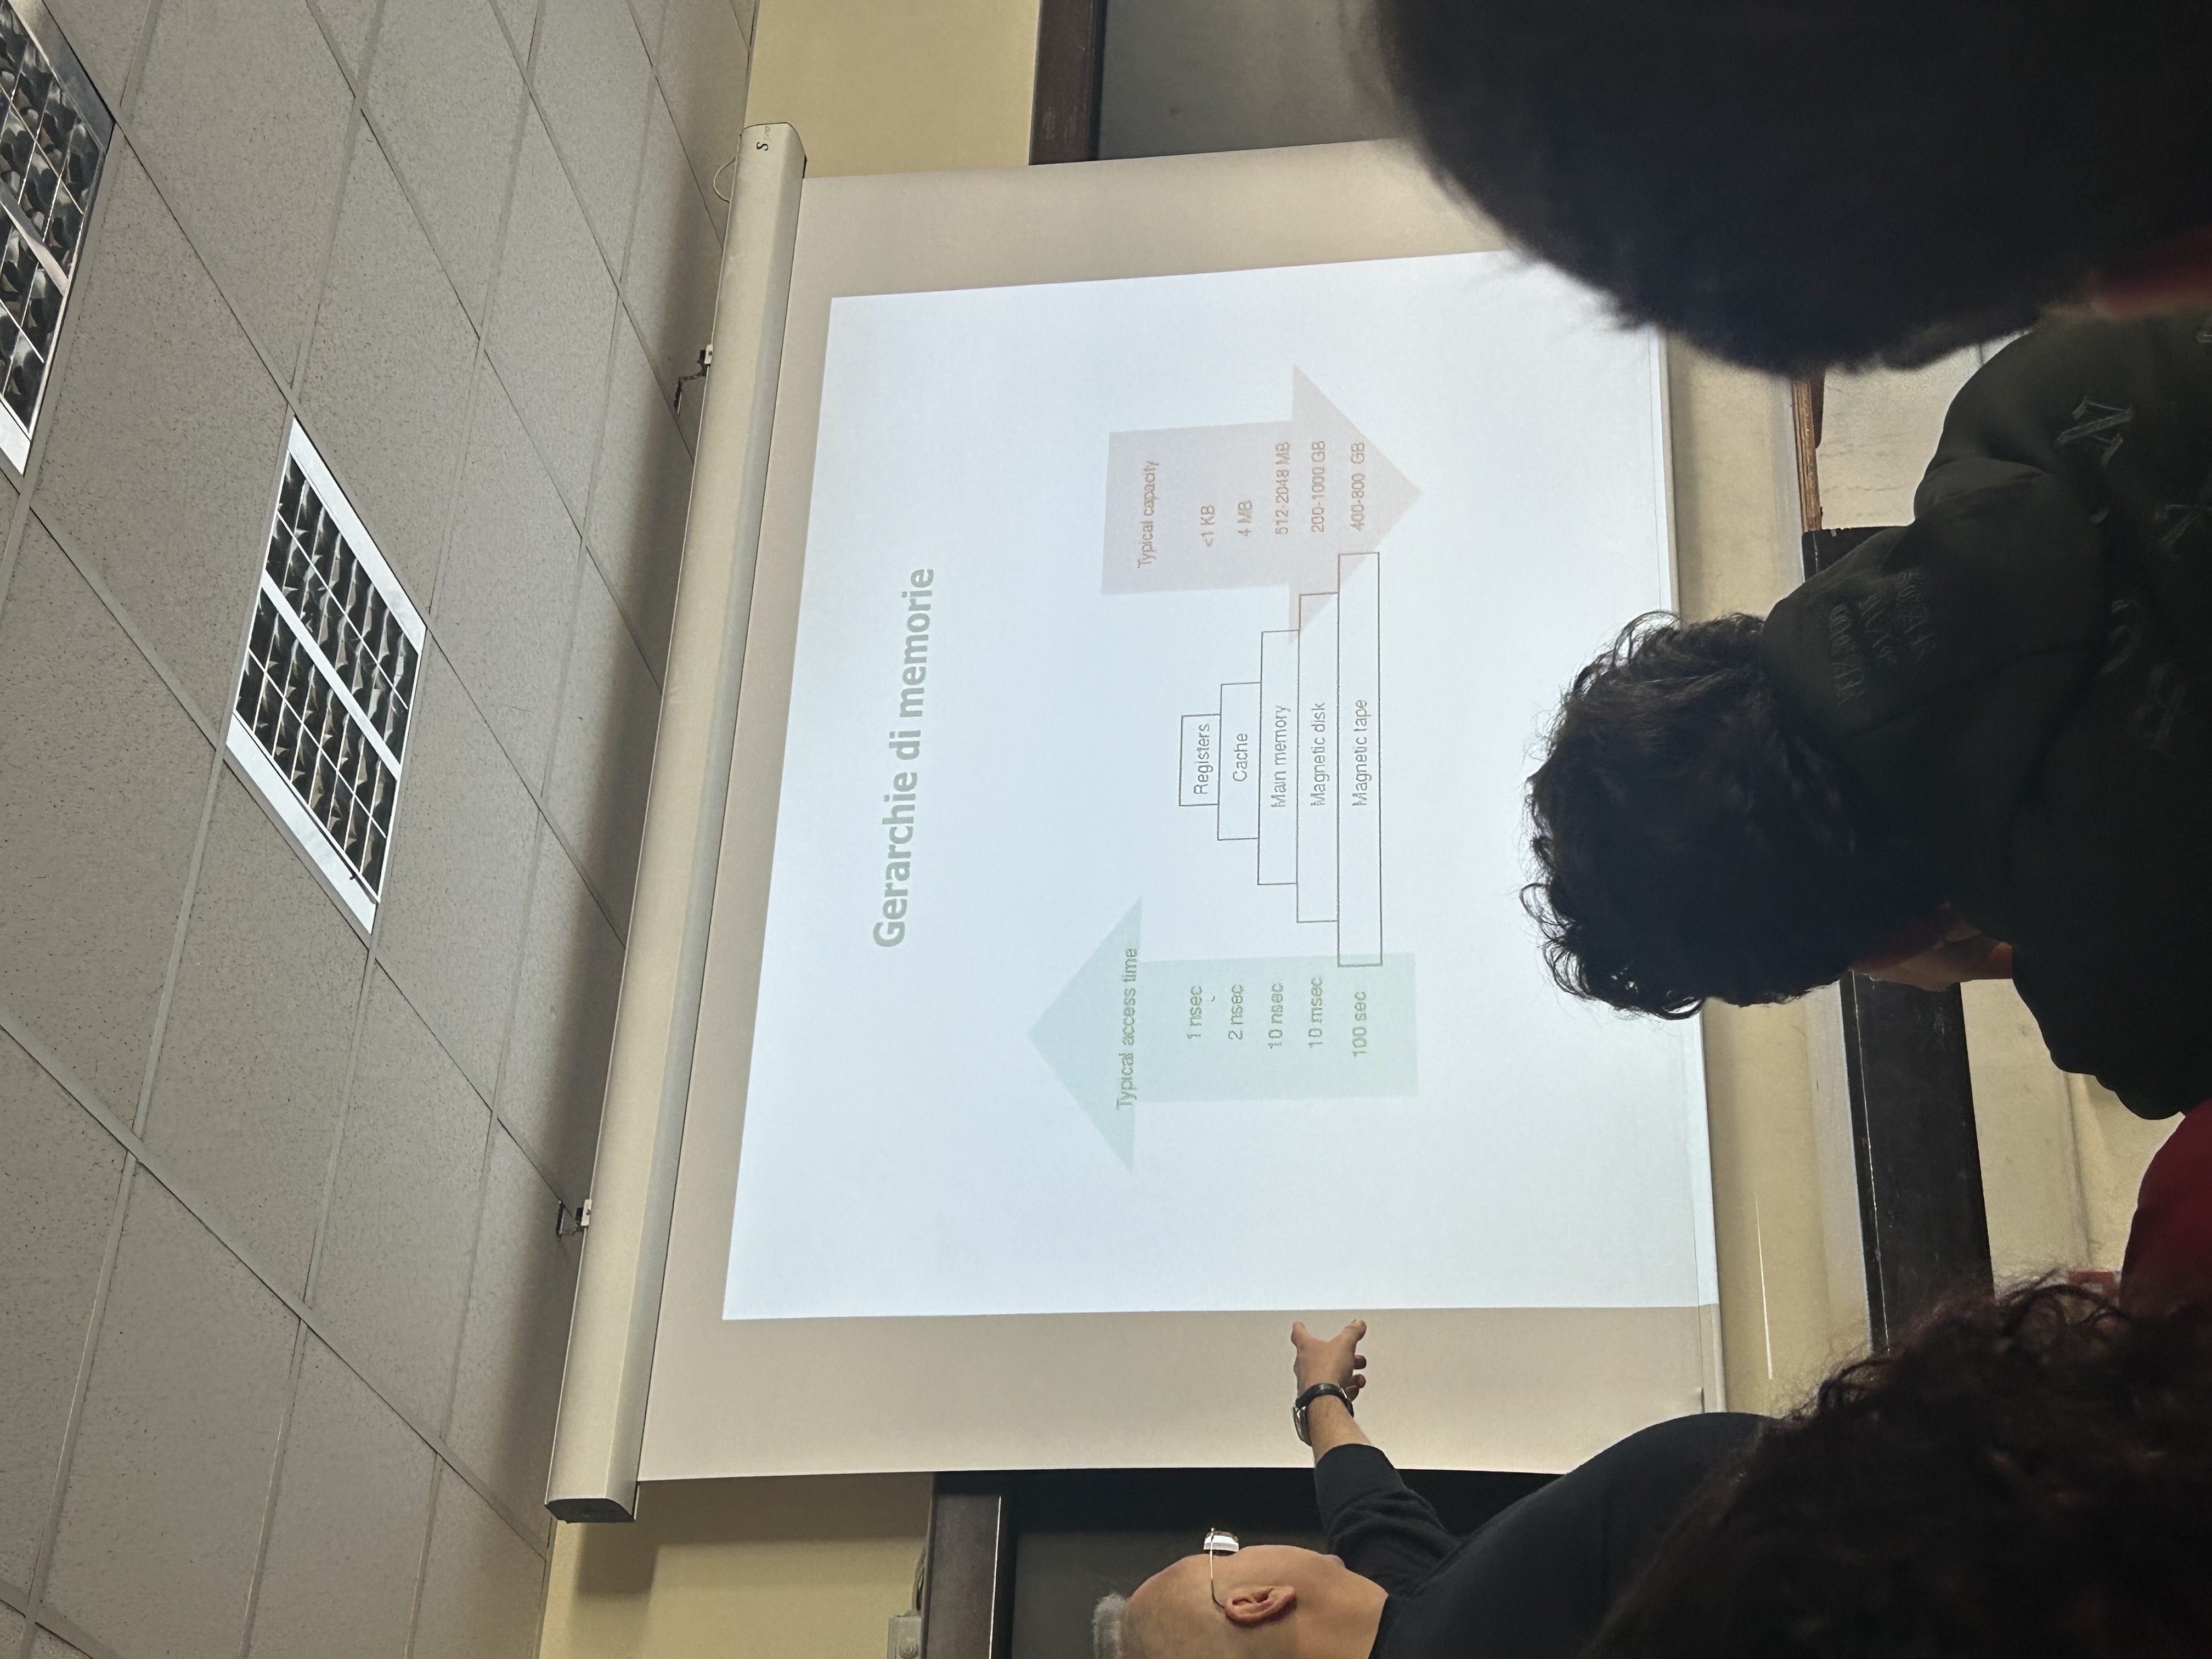 Gerarchie di memorie
Typical access time
Typical capacity
1 nsec
Registers
<1 KB
2 nsec
Cache
4 MB
10 nsec
Main memory
512-2048 MB
10 msec
Magnetic disk
200-1000 GB
100 sec
Magnetic tape
400-800 GB